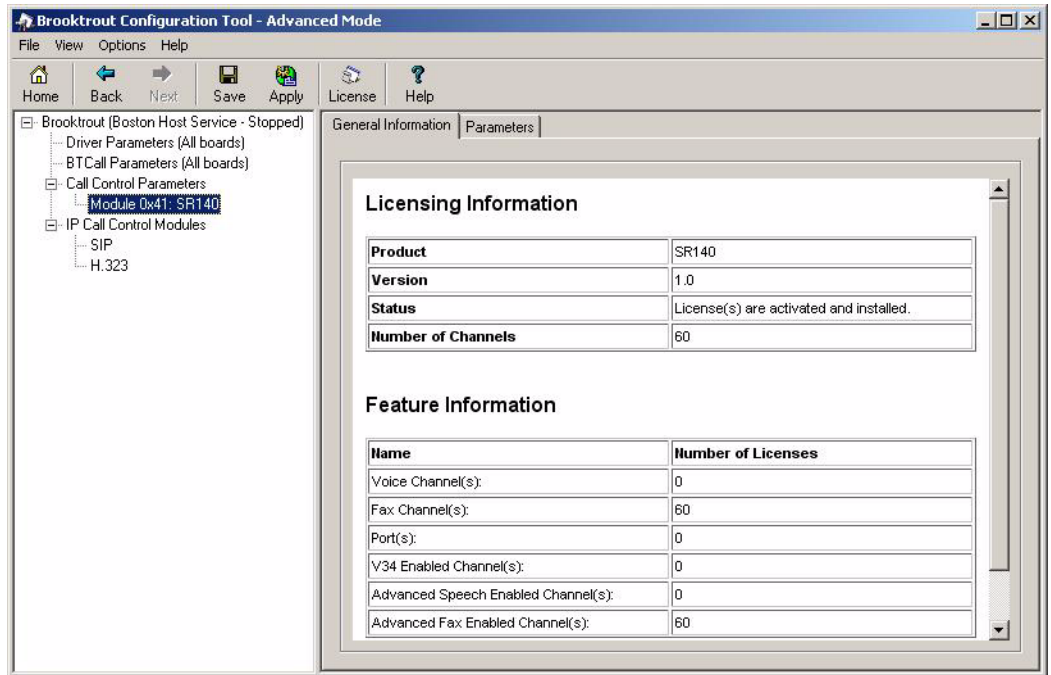 Brooktrout Configuration Tool - Advanced Mode
File View Options Help
Home Back Next Save Apply License Help
Brooktrout (Boston Host Service - Stopped)
Driver Parameters (All boards)
BTCall Parameters (All boards)
Call Control Parameters
Module 0x41: SR140
IP Call Control Modules
SIP
H.323
General Information Parameters
Licensing Information
Product SR140
Version 1.0
Status License(s) are activated and installed.
Number of Channels 60
Feature Information
Name Number of Licenses
Voice Channel(s): 0
Fax Channel(s): 60
Port(s): 0
V34 Enabled Channel(s): 0
Advanced Speech Enabled Channel(s): 0
Advanced Fax Enabled Channel(s): 60